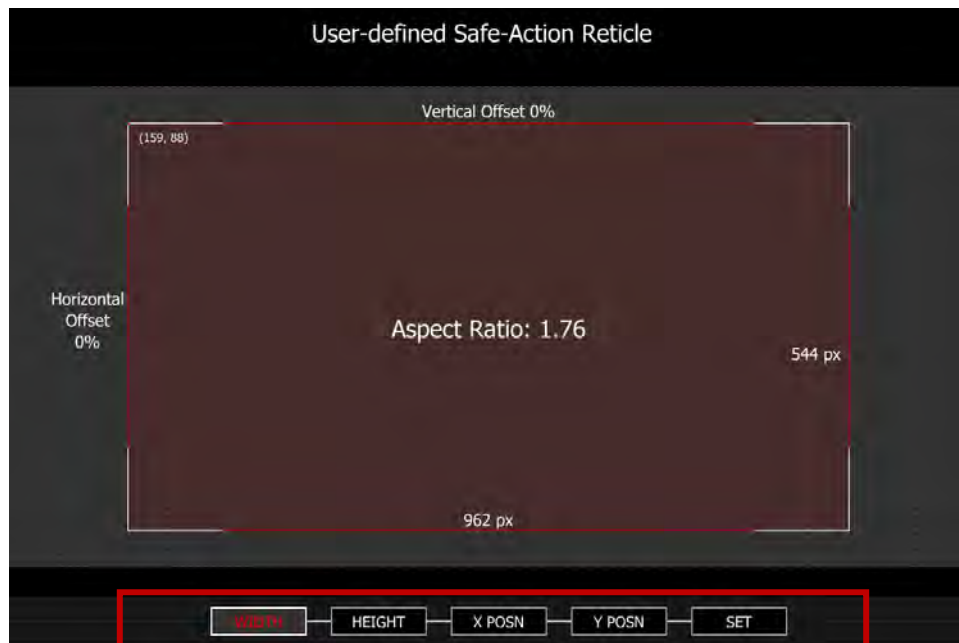 User-defined Safe-Action Reticle
Vertical Offset 0%
(159, 88)
Horizontal
Offset
0%
Aspect Ratio: 1.76
544 px
962 px
WIDTH HEIGHT X POSN Y POSN SET